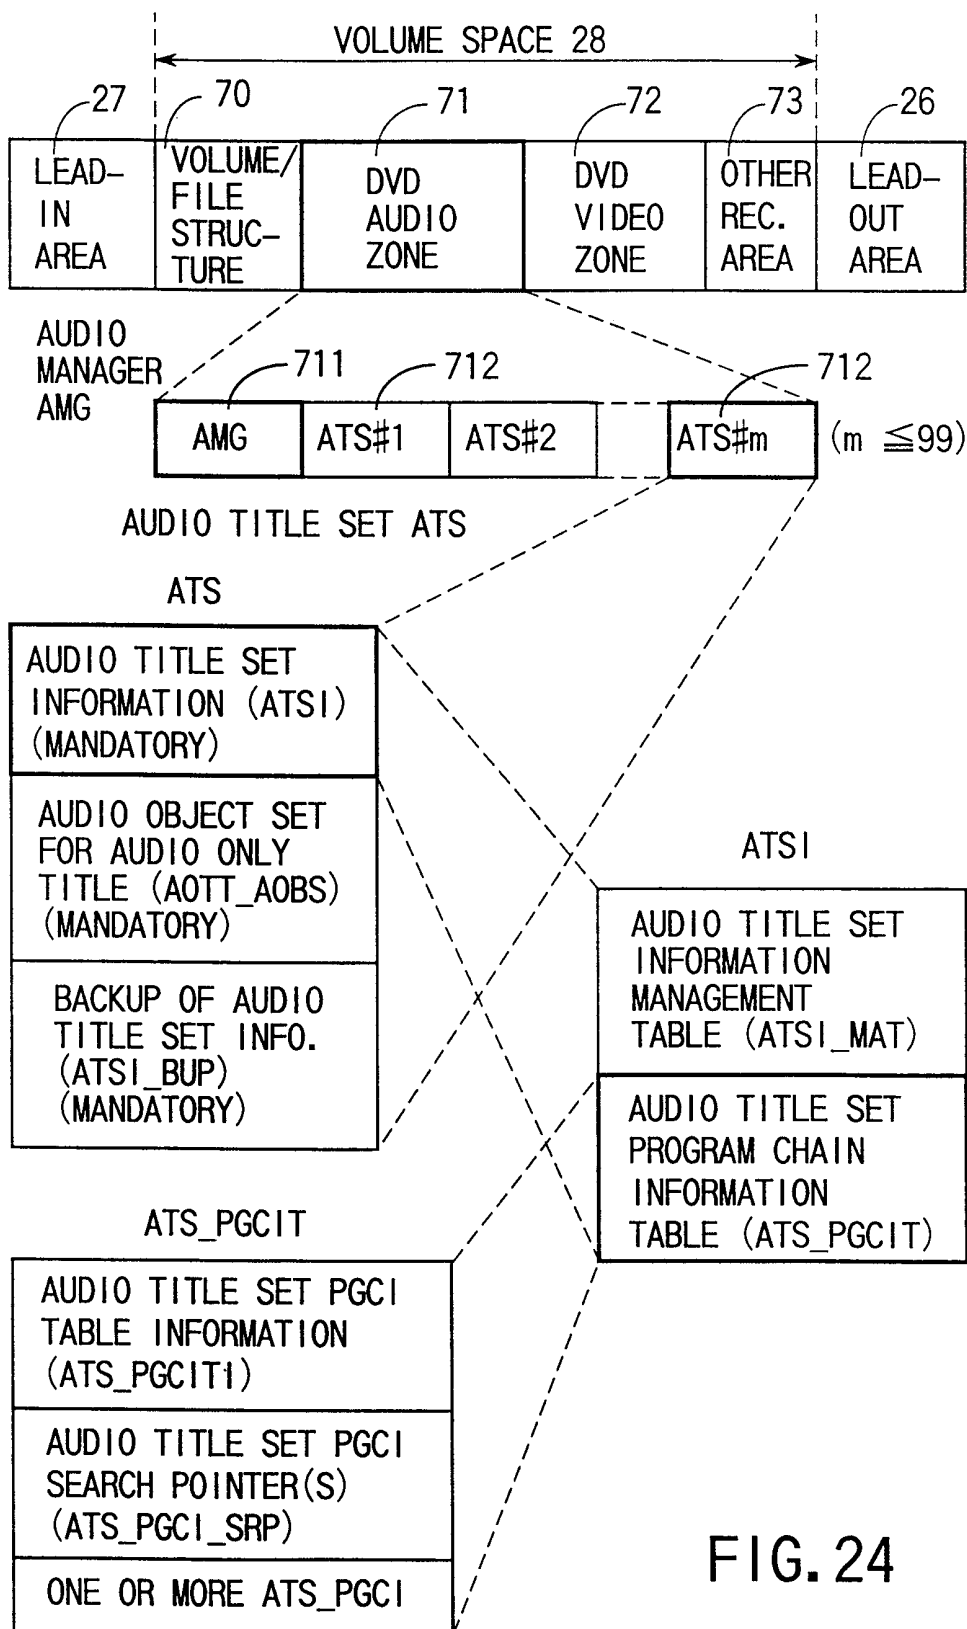 VOLUME SPACE 28
27
70
71
72
73
26
LEAD-
IN
AREA
VOLUME/
FILE
STRUC-
TURE
DVD
AUDIO
ZONE
DVD
VIDEO
ZONE
OTHER
REC.
AREA
LEAD-
OUT
AREA
AUDIO
MANAGER
AMG
711
712
712
AMG
ATS#1
ATS#2
ATS#m
(m ≦99)
AUDIO TITLE SET ATS
ATS
AUDIO TITLE SET
INFORMATION (ATSI)
(MANDATORY)
AUDIO OBJECT SET
FOR AUDIO ONLY
TITLE (AOTT_AOBS)
(MANDATORY)
BACKUP OF AUDIO
TITLE SET INFO.
(ATSI_BUP)
(MANDATORY)
ATSI
AUDIO TITLE SET
INFORMATION
MANAGEMENT
TABLE (ATSI_MAT)
AUDIO TITLE SET
PROGRAM CHAIN
INFORMATION
TABLE (ATS_PGCIT)
ATS_PGCIT
AUDIO TITLE SET PGCI
TABLE INFORMATION
(ATS_PGCITI)
AUDIO TITLE SET PGCI
SEARCH POINTER(S)
(ATS_PGCI_SRP)
ONE OR MORE ATS_PGCI
FIG. 24